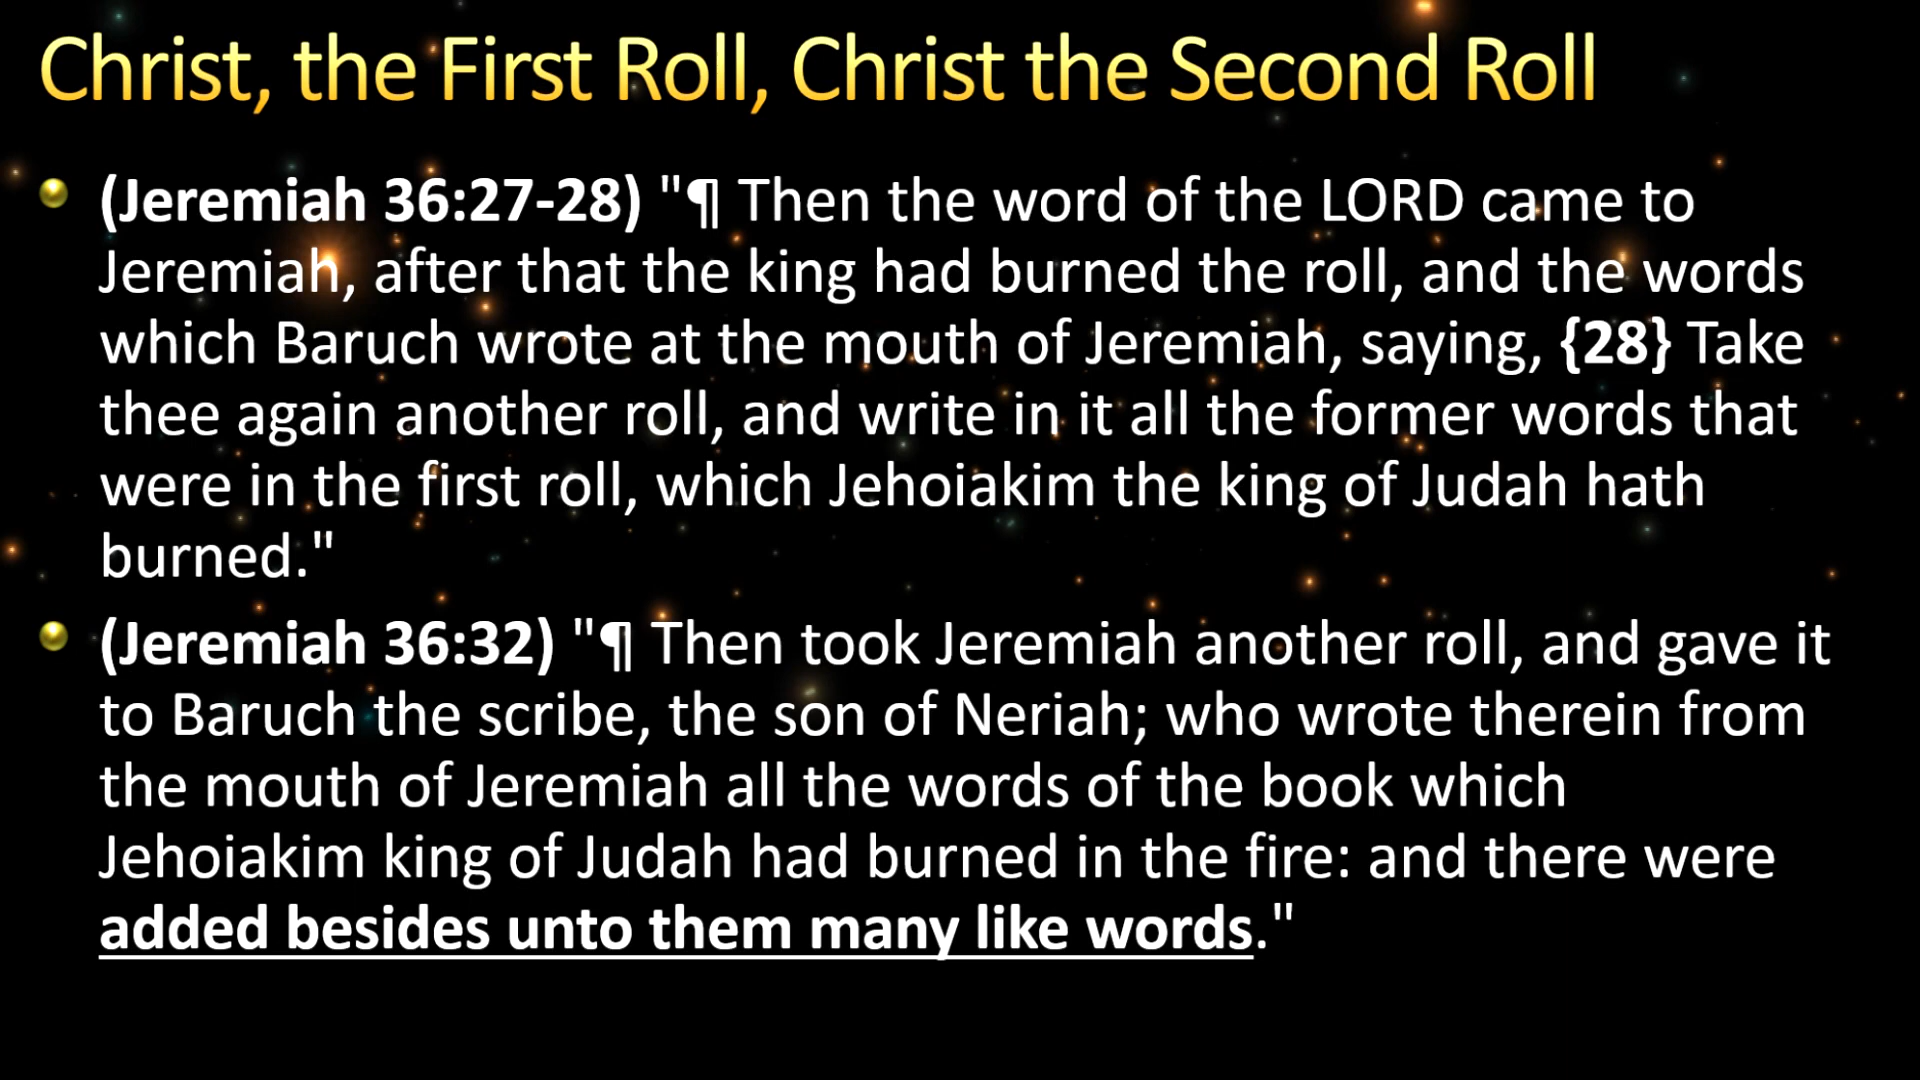 Christ, the First Roll, Christ the Second Roll
(Jeremiah 36:27-28) "¶ Then the word of the LORD came to
Jeremiah, after that the king had burned the roll, and the words
which Baruch wrote at the mouth of Jeremiah, saying, {28} Take
thee again another roll, and write in it all the former words that
were in the first roll, which Jehoiakim the king of Judah hath
burned."
(Jeremiah 36:32) "¶ Then took Jeremiah another roll, and gave it
to Baruch the scribe, the son of Neriah; who wrote therein from
the mouth of Jeremiah all the words of the book which
Jehoiakim king of Judah had burned in the fire: and there were
added besides unto them many like words."